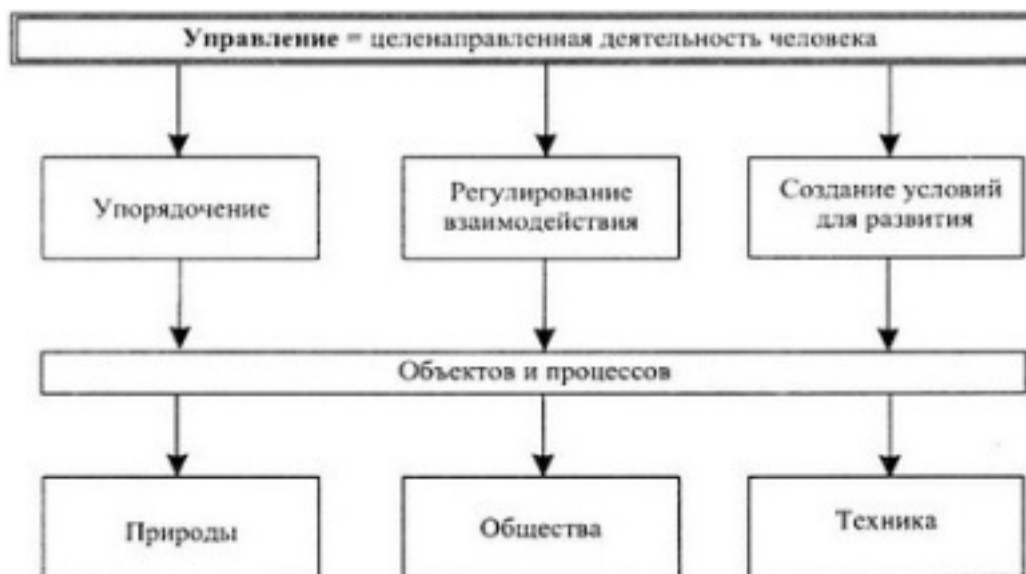 Управление = целенаправленная деятельность человека
Упорядочение
Регулирование
взаимодействия
Создание условий
для развития
Объектов и процессов
Природы
Общества
Техника